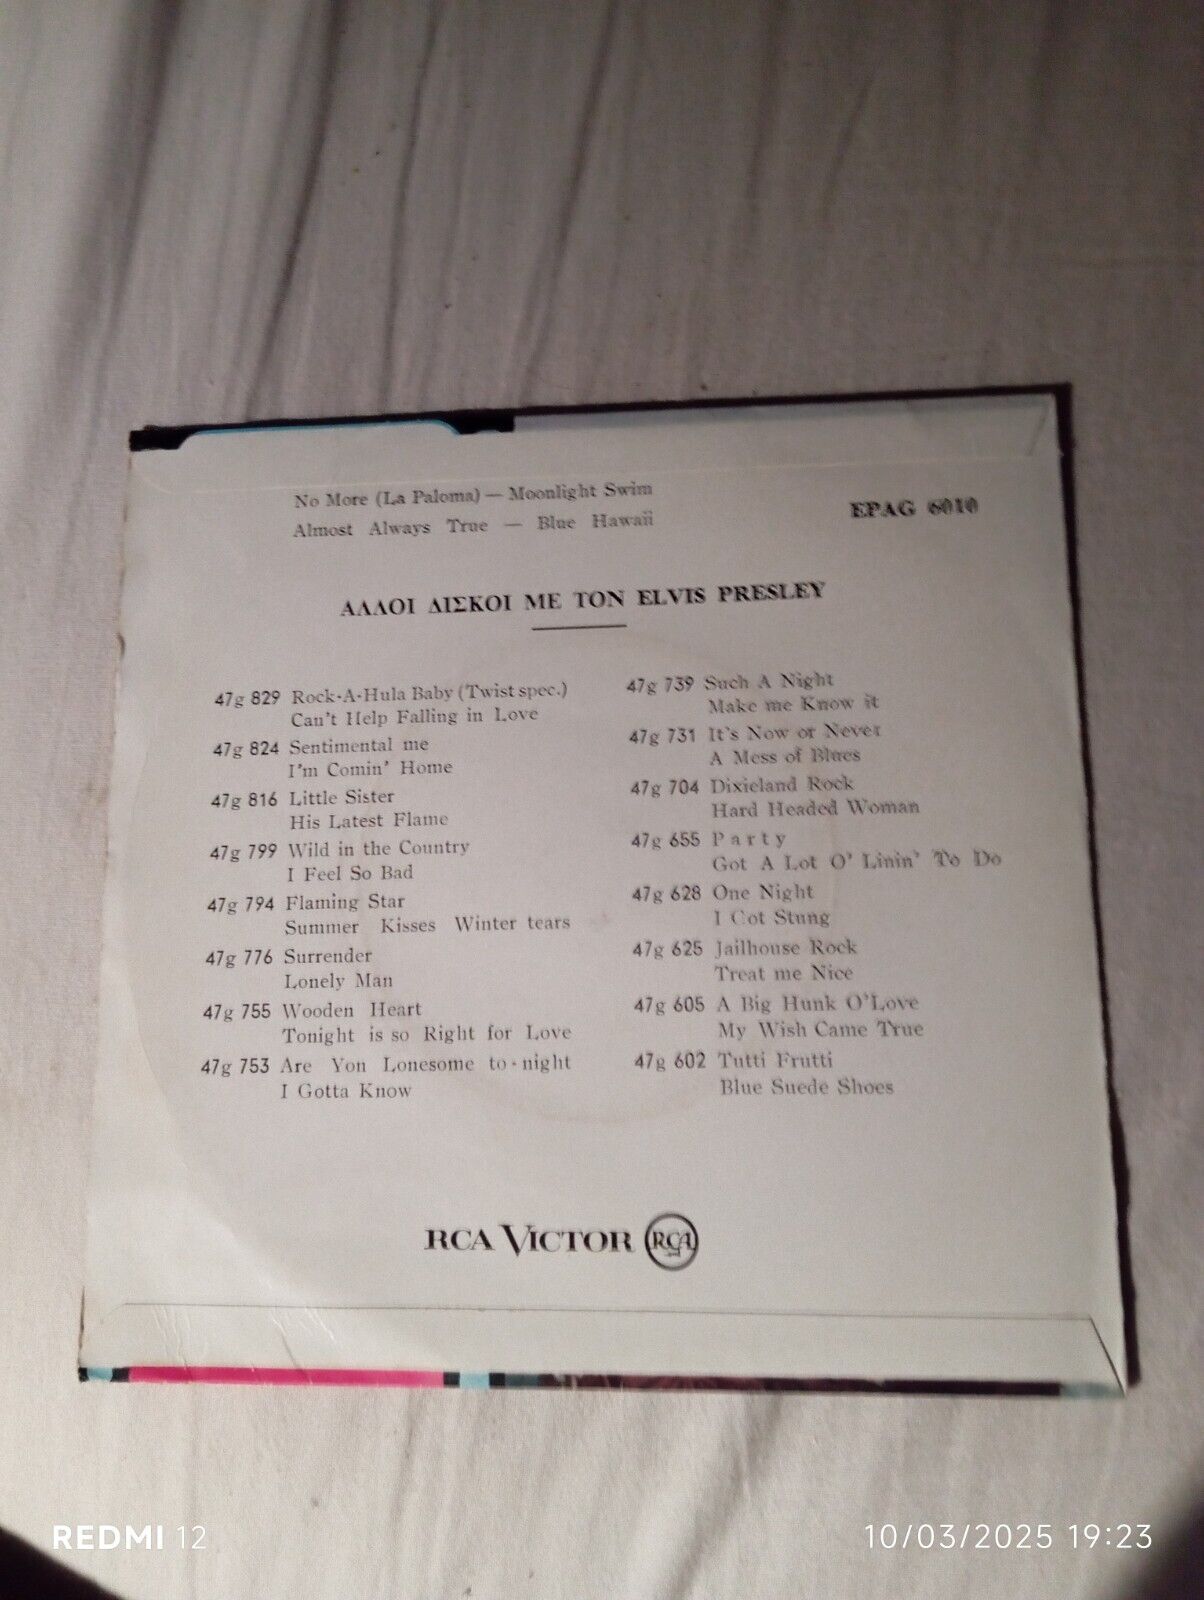 No More (La Paloma) — Moonlight Swim
Almost Always True — Blue Hawaii
EPAG 6010
ΑΛΛΟΙ ΔΙΣΚΟΙ ΜΕ ΤΟΝ ELVIS PRESLEY
47g 829 Rock-A-Hula Baby (Twist spec.)
Can't Help Falling in Love
47g 824 Sentimental me
I'm Comin' Home
47g 816 Little Sister
His Latest Flame
47g 799 Wild in the Country
I Feel So Bad
47g 794 Flaming Star
Summer Kisses Winter tears
47g 776 Surrender
Lonely Man
47g 755 Wooden Heart
Tonight is so Right for Love
47g 753 Are Yon Lonesome to-night
I Gotta Know
47g 739 Such A Night
Make me Know it
47g 731 It's Now or Never
A Mess of Blues
47g 704 Dixieland Rock
Hard Headed Woman
47g 655 Party
Got A Lot O' Linin' To Do
47g 628 One Night
I Got Stung
47g 625 Jailhouse Rock
Treat me Nice
47g 605 A Big Hunk O'Love
My Wish Came True
47g 602 Tutti Frutti
Blue Suede Shoes
RCA VICTOR RCA
REDMI 12
10/03/2025 19:23